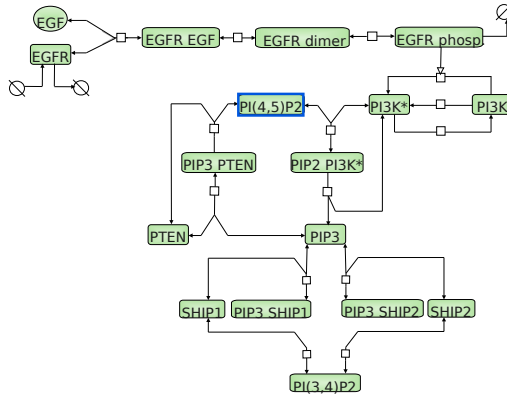 EGF
EGFR EGF
EGFR dimer
EGFR phosp.
EGFR
PI(4,5)P2
PI3K*
PI3K
PIP3 PTEN
PIP2 PI3K*
PTEN
PIP3
SHIP1
PIP3 SHIP1
PIP3 SHIP2
SHIP2
PI(3,4)P2